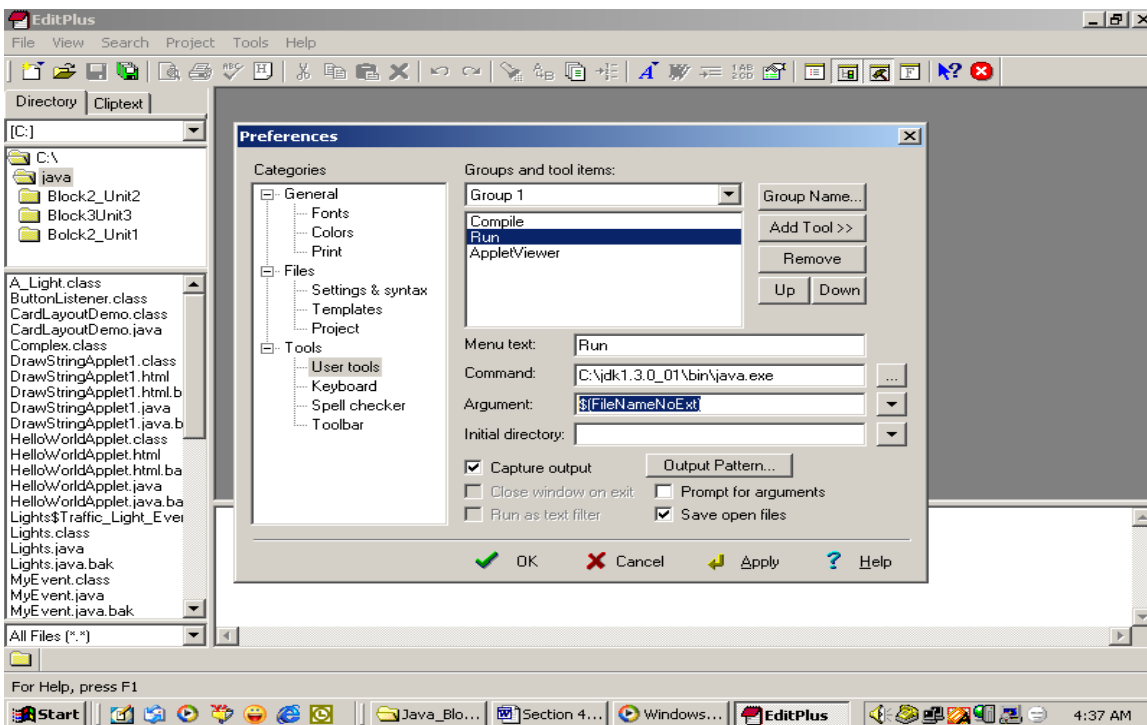 EditPlus
File View Search Project Tools Help
Directory Cliptext
[C:]
C:\
java
Block2_Unit2
Block3Unit3
Bolck2_Unit1
A_Light.class
ButtonListener.class
CardLayoutDemo.class
CardLayoutDemo.java
Complex.class
DrawStringApplet1.class
DrawStringApplet1.html
DrawStringApplet1.html.b
DrawStringApplet1.java
DrawStringApplet1.java.b
HelloWorldApplet.class
HelloWorldApplet.html
HelloWorldApplet.html.ba
HelloWorldApplet.java
HelloWorldApplet.java.ba
Lights$Traffic_Light_Ever
Lights.class
Lights.java
Lights.java.bak
MyEvent.class
MyEvent.java
MyEvent.java.bak
All Files (*.*)
Preferences
Categories
General
Fonts
Colors
Print
Files
Settings & syntax
Templates
Project
Tools
User tools
Keyboard
Spell checker
Toolbar
Groups and tool items:
Group 1
Compile
Run
AppletViewer
Group Name...
Add Tool >>
Remove
Up Down
Menu text: Run
Command: C:\jdk1.3.0_01\bin\java.exe ...
Argument: $(FileNameNoExt)
Initial directory:
Capture output Output Pattern...
Close window on exit Prompt for arguments
Run as text filter Save open files
OK Cancel Apply Help
For Help, press F1
Start Java_Blo... Section 4... Windows... EditPlus 4:37 AM